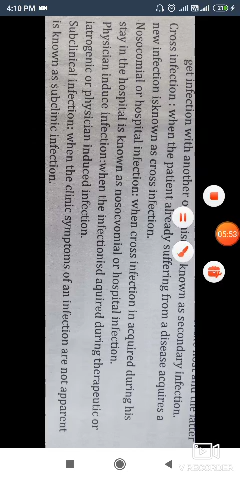 4:10 PM
get infection with another o his known as secondary infection.
Cross infection : when the patient already suffering from a disease acquires a
new infection isknown as cross infection.
Nosocomial or hospital infection: when cross infection in acquired during his
stay in the hospital is known as nosocvomial or hospital infection.
Physician induce infection:when the infectionisd aquired during therapeutic or
iatrogenic or physician induced infection.
Subclinical infection: when the clinic symptoms of an infection are not apparent
is known as subclinic infection.
05:53
V RECORDER